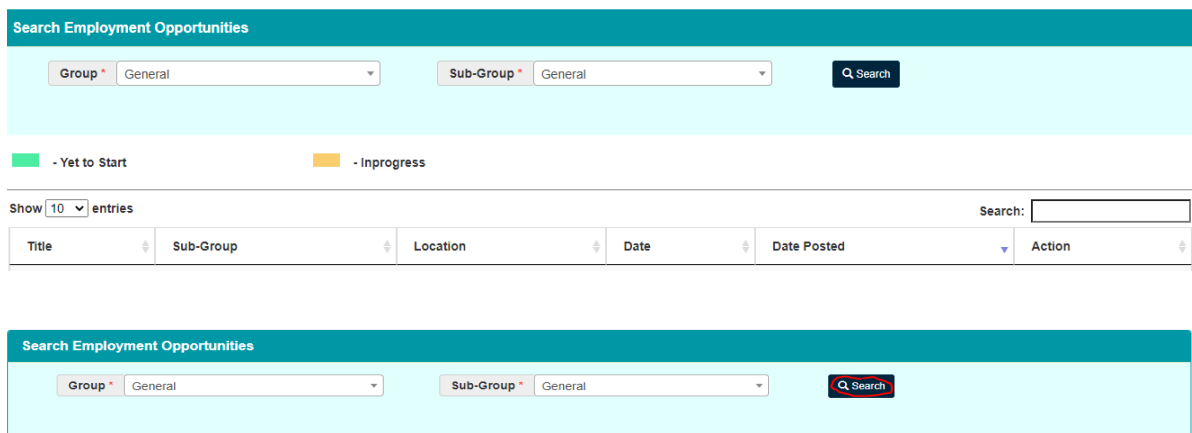 Search Employment Opportunities
Group * General Sub-Group * General Search
- Yet to Start - Inprogress
Show 10 entries Search:
Title Sub-Group Location Date Date Posted Action
Search Employment Opportunities
Group * General Sub-Group * General Search